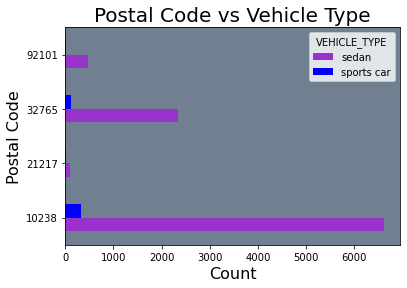 Postal Code vs Vehicle Type
VEHICLE_TYPE
sedan
sports car
Postal Code
92101
32765
21217
10238
0 1000 2000 3000 4000 5000 6000
Count